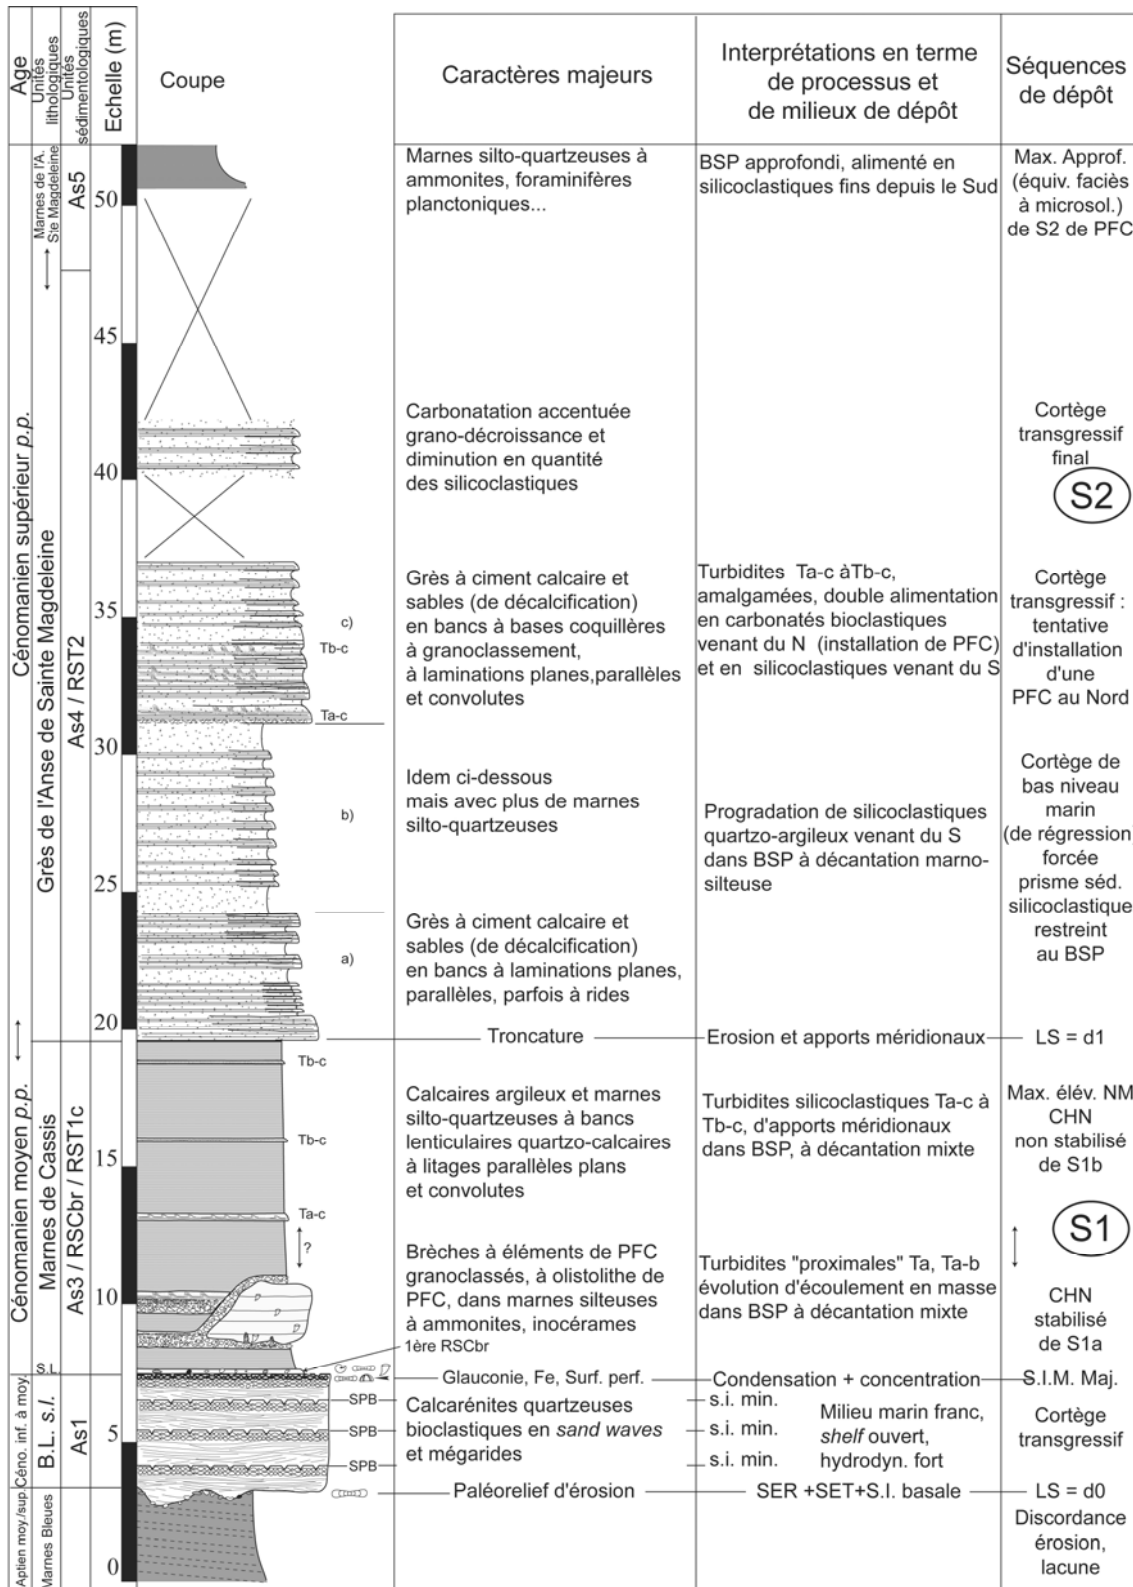 Age
Unités
lithologiques
Unités
sédimentologiques
Echelle (m)
Coupe
Caractères majeurs
Interprétations en terme
de processus et
de milieux de dépôt
Séquences
de dépôt
Cénomanien supérieur p.p.
Cénomanien moyen p.p.
Céno. inf. à moy.
Aptien moy./sup.
Marnes de l'A.
Ste Magdeleine
Grès de l'Anse de Sainte Magdeleine
Marnes de Cassis
S.L.
B.L. s.l.
Marnes Bleues
As5
As4 / RST2
As3 / RSCbr / RST1c
As1
50
45
40
35
30
25
20
15
10
5
0
c)
Tb-c
Ta-c
b)
a)
Tb-c
Tb-c
Ta-c
?
1ère RSCbr
SPB
SPB
SPB
Marnes silto-quartzeuses à
ammonites, foraminifères
planctoniques...
BSP approfondi, alimenté en
silicoclastiques fins depuis le Sud
Max. Approf.
(équiv. faciès
à microsol.)
de S2 de PFC
Carbonatation accentuée
grano-décroissance et
diminution en quantité
des silicoclastiques
Cortège
transgressif
final
S2
Grès à ciment calcaire et
sables (de décalcification)
en bancs à bases coquillères
à granoclassement,
à laminations planes,parallèles
et convolutes
Turbidites Ta-c àTb-c,
amalgamées, double alimentation
en carbonatés bioclastiques
venant du N (installation de PFC)
et en silicoclastiques venant du S
Cortège
transgressif :
tentative
d'installation
d'une
PFC au Nord
Idem ci-dessous
mais avec plus de marnes
silto-quartzeuses
Progradation de silicoclastiques
quartzo-argileux venant du S
dans BSP à décantation marno-
silteuse
Cortège de
bas niveau
marin
(de régression)
forcée
prisme séd.
silicoclastique
restreint
au BSP
Grès à ciment calcaire et
sables (de décalcification)
en bancs à laminations planes,
parallèles, parfois à rides
Troncature
Erosion et apports méridionaux
LS = d1
Calcaires argileux et marnes
silto-quartzeuses à bancs
lenticulaires quartzo-calcaires
à litages parallèles plans
et convolutes
Turbidites silicoclastiques Ta-c à
Tb-c, d'apports méridionaux
dans BSP, à décantation mixte
Max. élév. NM
CHN
non stabilisé
de S1b
S1
Brèches à éléments de PFC
granoclassés, à olistolithe de
PFC, dans marnes silteuses
à ammonites, inocérames
Turbidites "proximales" Ta, Ta-b
évolution d'écoulement en masse
dans BSP à décantation mixte
CHN
stabilisé
de S1a
Glauconie, Fe, Surf. perf.
Condensation + concentration
S.I.M. Maj.
Calcarénites quartzeuses
bioclastiques en sand waves
et mégarides
s.i. min.
s.i. min.
s.i. min.
Milieu marin franc,
shelf ouvert,
hydrodyn. fort
Cortège
transgressif
Paléorelief d'érosion
SER +SET+S.I. basale
LS = d0
Discordance
érosion,
lacune